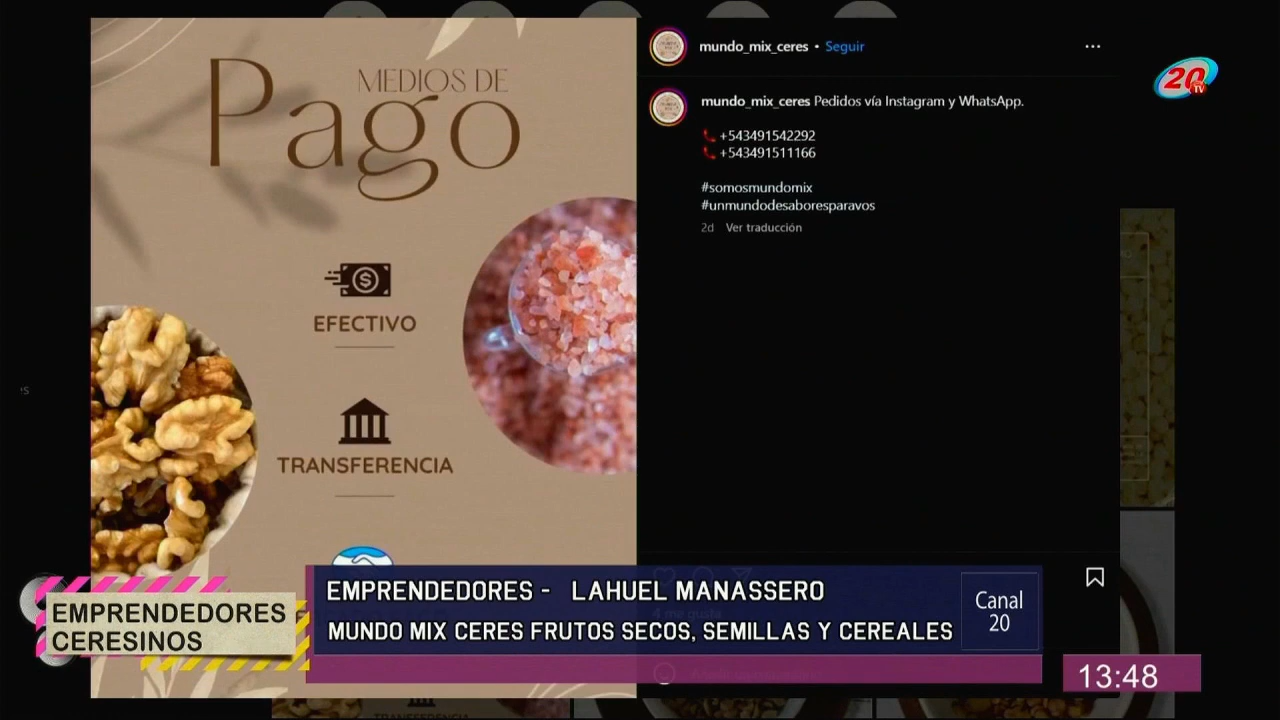 MEDIOS DE
Pago
EFECTIVO
TRANSFERENCIA
mundo_mix_ceres • Seguir
mundo_mix_ceres Pedidos vía Instagram y WhatsApp.
+543491542292
+543491511166
#somosmundomix
#unmundodesaboresparavos
2d Ver traducción
20
TV
EMPRENDEDORES
CERESINOS
EMPRENDEDORES - LAHUEL MANASSERO
MUNDO MIX CERES FRUTOS SECOS, SEMILLAS Y CEREALES
Canal
20
13:48
TRANSFERENCIA